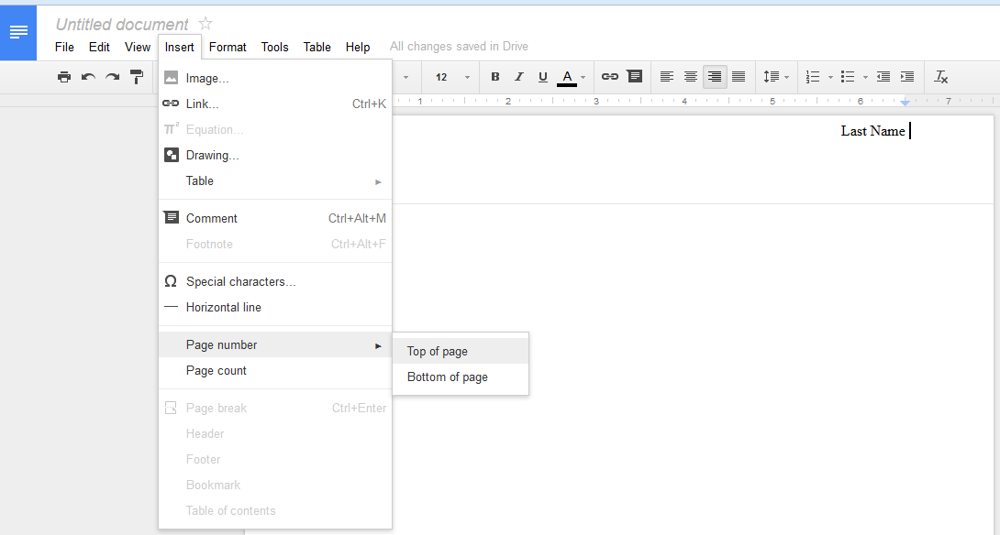 Untitled document
File Edit View Insert Format Tools Table Help All changes saved in Drive
12 B I U A
1 2 3 4 5 6 7
Last Name
Image...
Link... Ctrl+K
π² Equation...
Drawing...
Table
Comment Ctrl+Alt+M
Footnote Ctrl+Alt+F
Ω Special characters...
Horizontal line
Page number
Top of page
Page count
Bottom of page
Page break Ctrl+Enter
Header
Footer
Bookmark
Table of contents